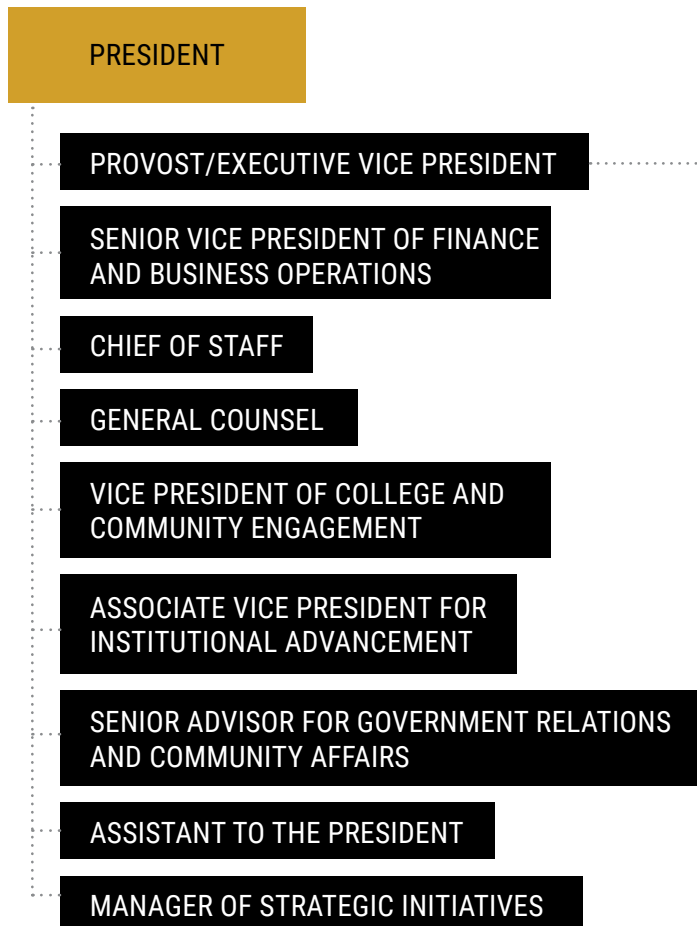 PRESIDENT
PROVOST/EXECUTIVE VICE PRESIDENT
SENIOR VICE PRESIDENT OF FINANCE
AND BUSINESS OPERATIONS
CHIEF OF STAFF
GENERAL COUNSEL
VICE PRESIDENT OF COLLEGE AND
COMMUNITY ENGAGEMENT
ASSOCIATE VICE PRESIDENT FOR
INSTITUTIONAL ADVANCEMENT
SENIOR ADVISOR FOR GOVERNMENT RELATIONS
AND COMMUNITY AFFAIRS
ASSISTANT TO THE PRESIDENT
MANAGER OF STRATEGIC INITIATIVES